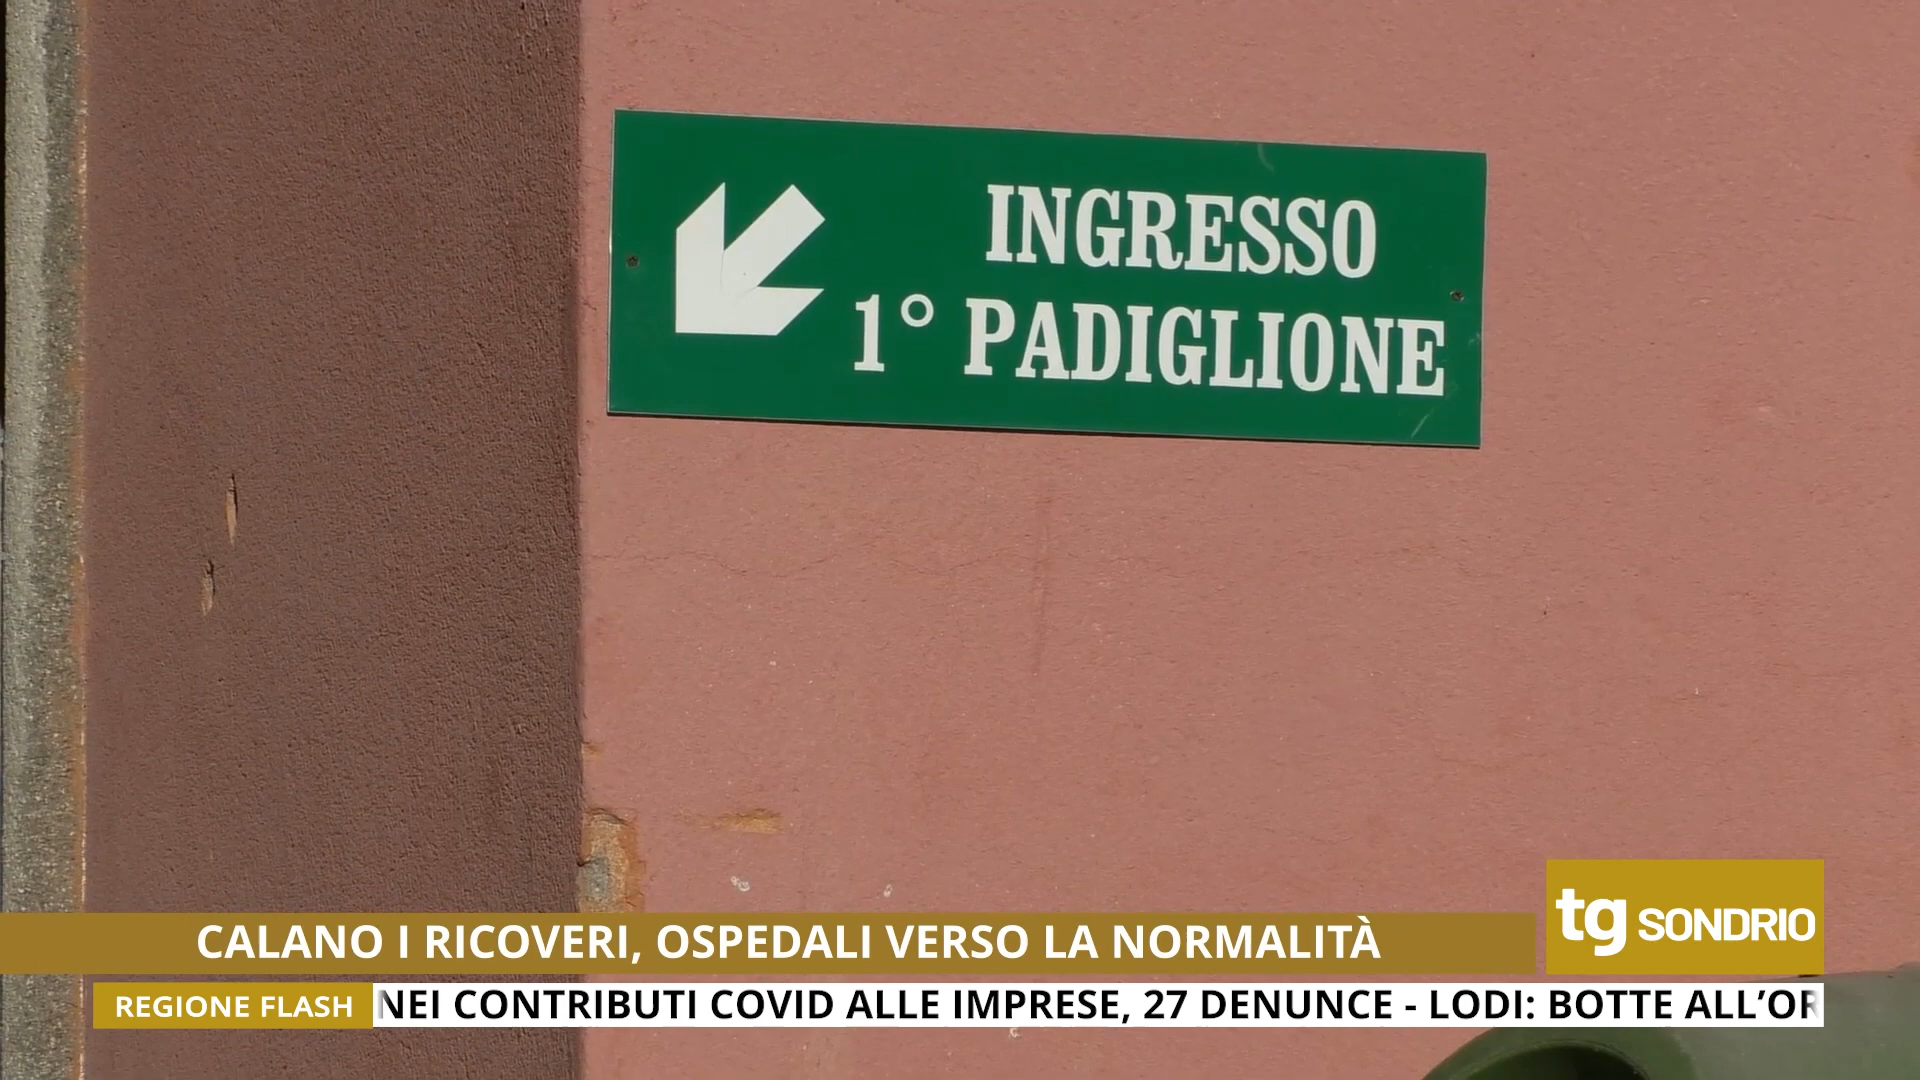 INGRESSO
1° PADIGLIONE
CALANO I RICOVERI, OSPEDALI VERSO LA NORMALITÀ
tg SONDRIO
REGIONE FLASH
NEI CONTRIBUTI COVID ALLE IMPRESE, 27 DENUNCE - LODI: BOTTE ALL’OR